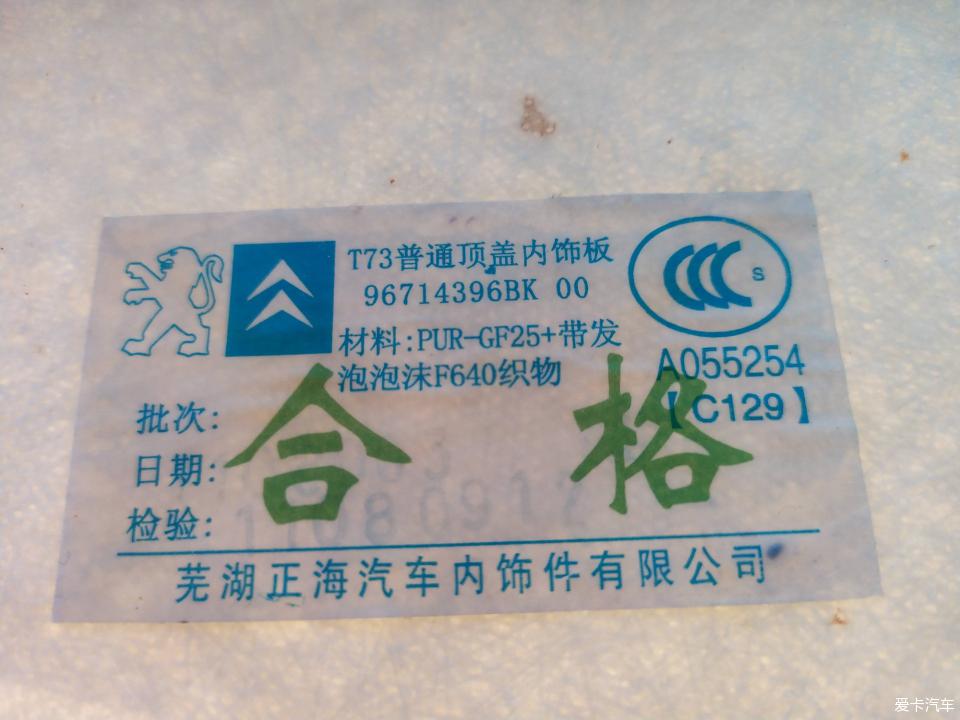 T73普通顶盖内饰板
96714396BK 00
材料:PUR-GF25+带发
泡泡沫F640织物
CCC S
A055254
【C129】
合格
批次:
日期:
检验:
芜湖正海汽车内饰件有限公司
爱卡汽车